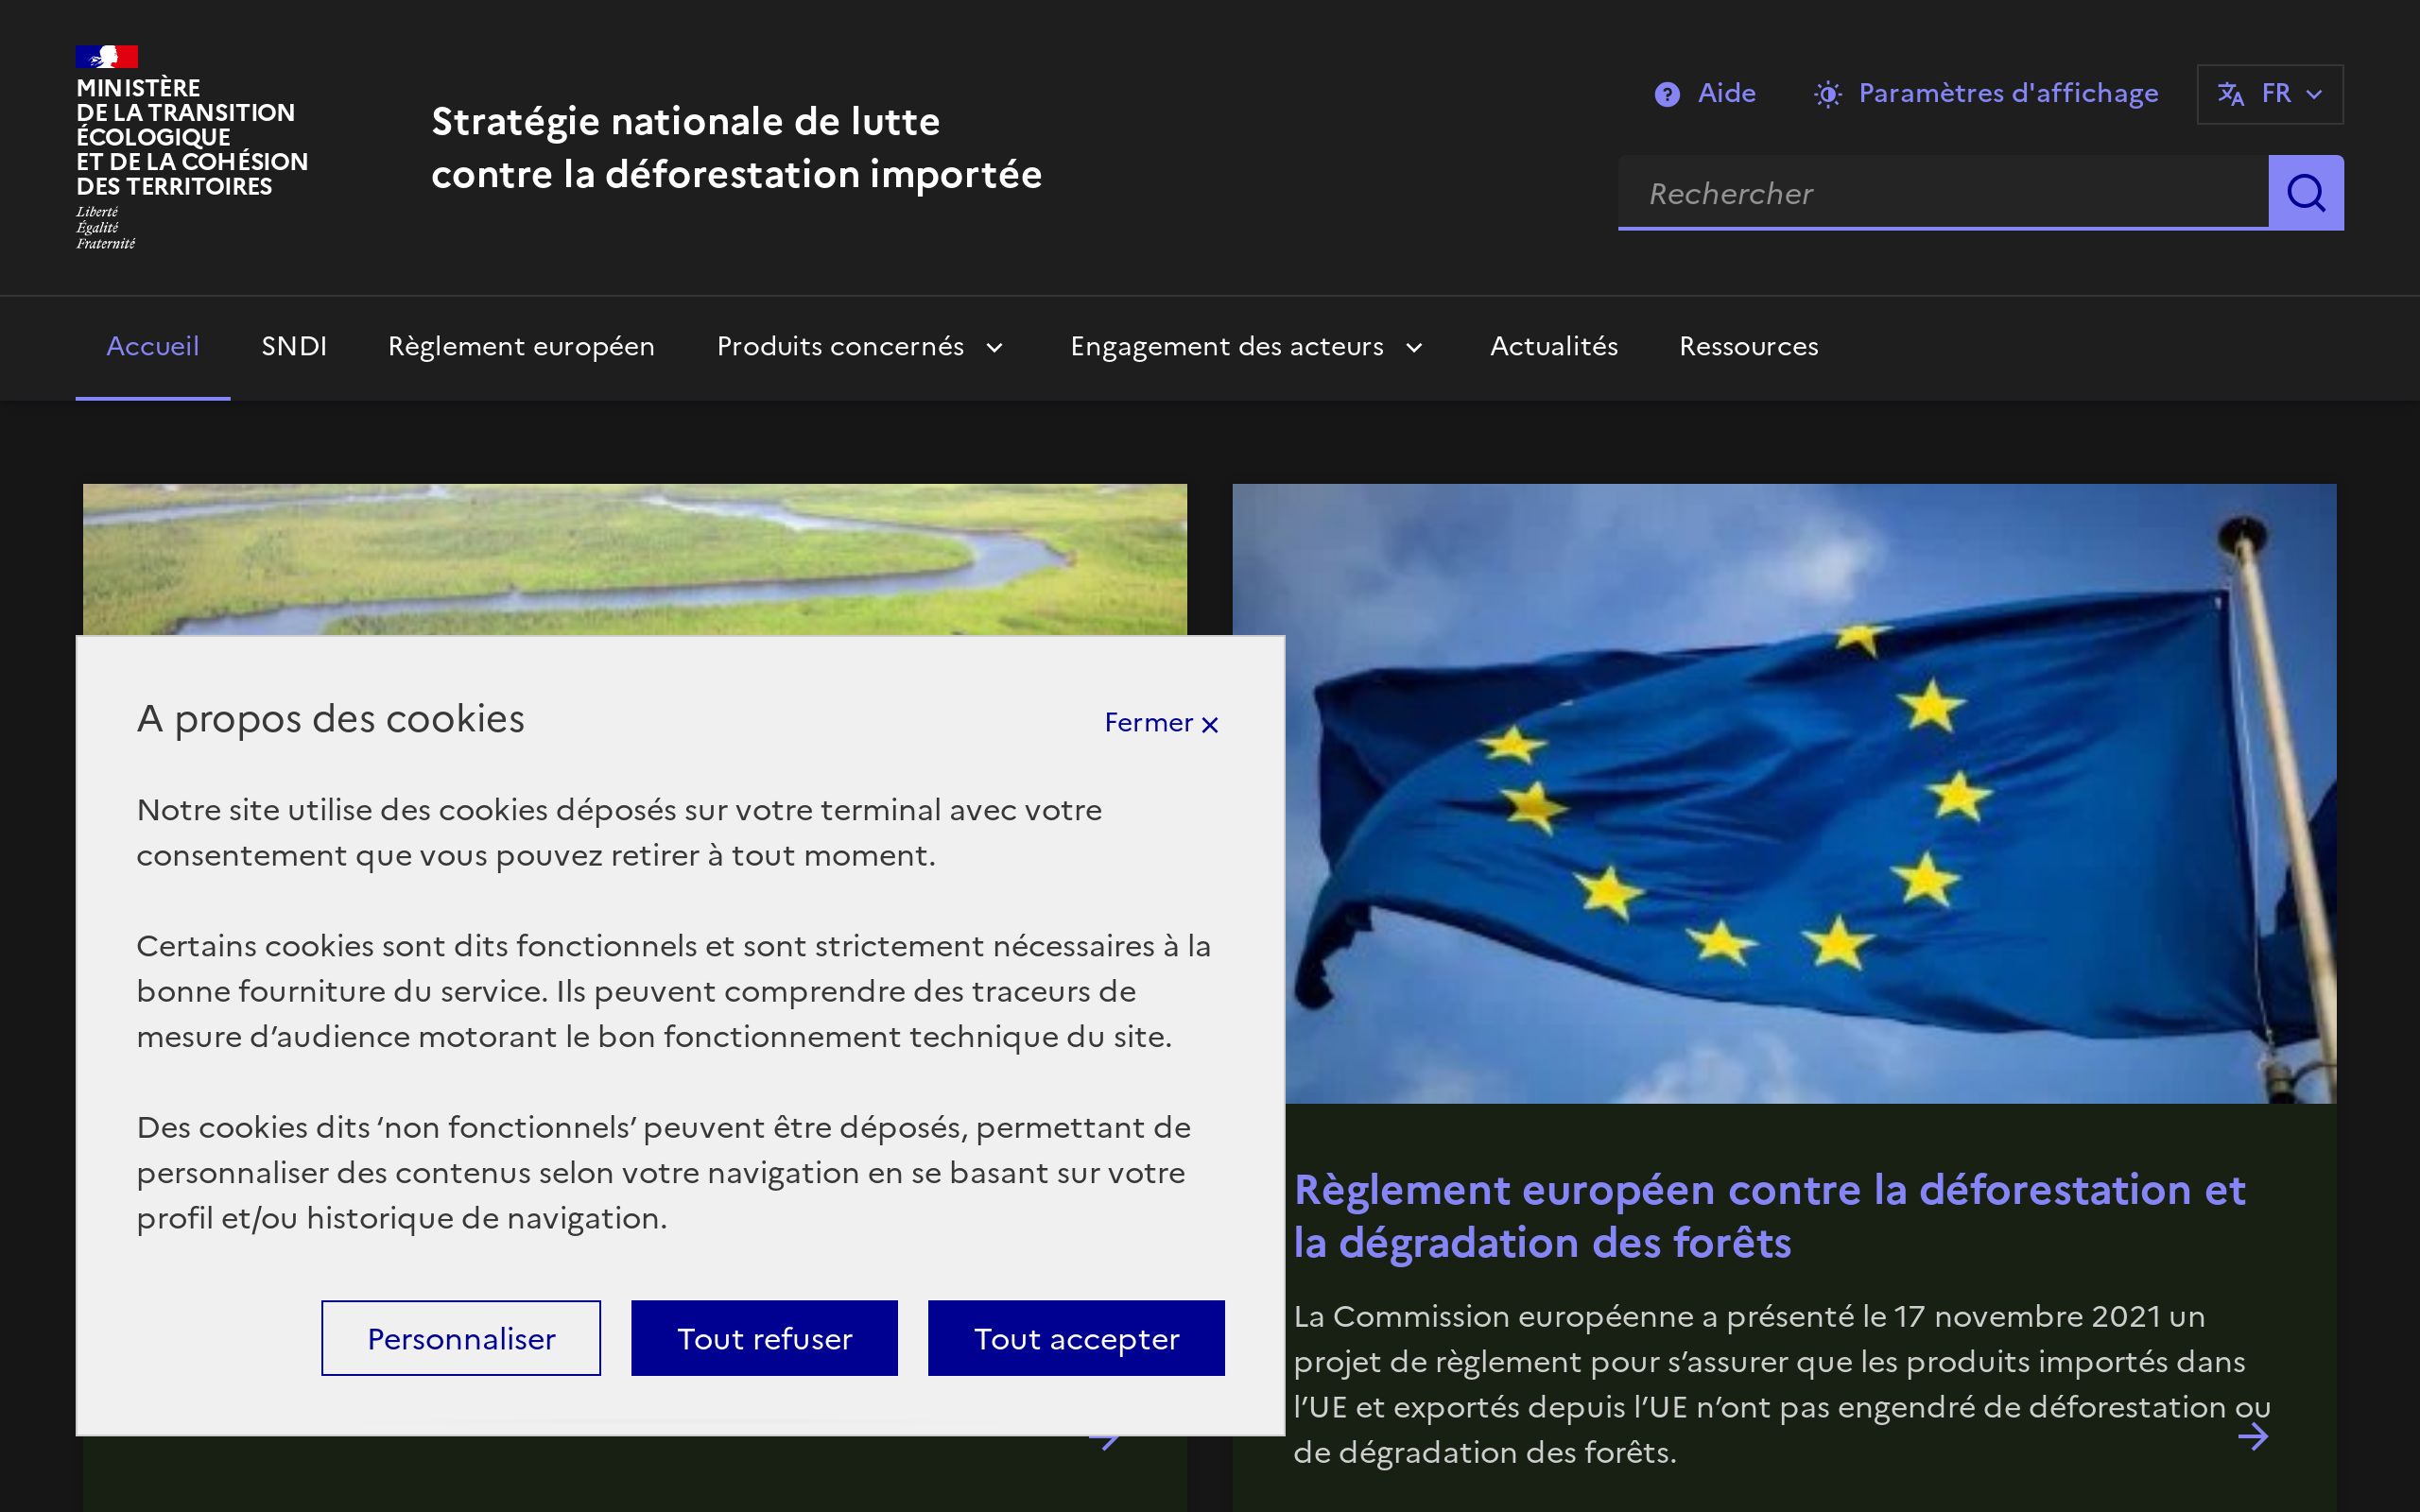 MINISTÈRE
DE LA TRANSITION
ÉCOLOGIQUE
ET DE LA COHÉSION
DES TERRITOIRES
Liberté
Égalité
Fraternité
Stratégie nationale de lutte
contre la déforestation importée
Aide
Paramètres d'affichage
FR
Rechercher
Accueil
SNDI
Règlement européen
Produits concernés
Engagement des acteurs
Actualités
Ressources
A propos des cookies
Fermer
Notre site utilise des cookies déposés sur votre terminal avec votre
consentement que vous pouvez retirer à tout moment.
Certains cookies sont dits fonctionnels et sont strictement nécessaires à la
bonne fourniture du service. Ils peuvent comprendre des traceurs de
mesure d’audience motorant le bon fonctionnement technique du site.
Des cookies dits ‘non fonctionnels’ peuvent être déposés, permettant de
personnaliser des contenus selon votre navigation en se basant sur votre
profil et/ou historique de navigation.
Personnaliser
Tout refuser
Tout accepter
Règlement européen contre la déforestation et
la dégradation des forêts
La Commission européenne a présenté le 17 novembre 2021 un
projet de règlement pour s’assurer que les produits importés dans
l’UE et exportés depuis l’UE n’ont pas engendré de déforestation ou
de dégradation des forêts.